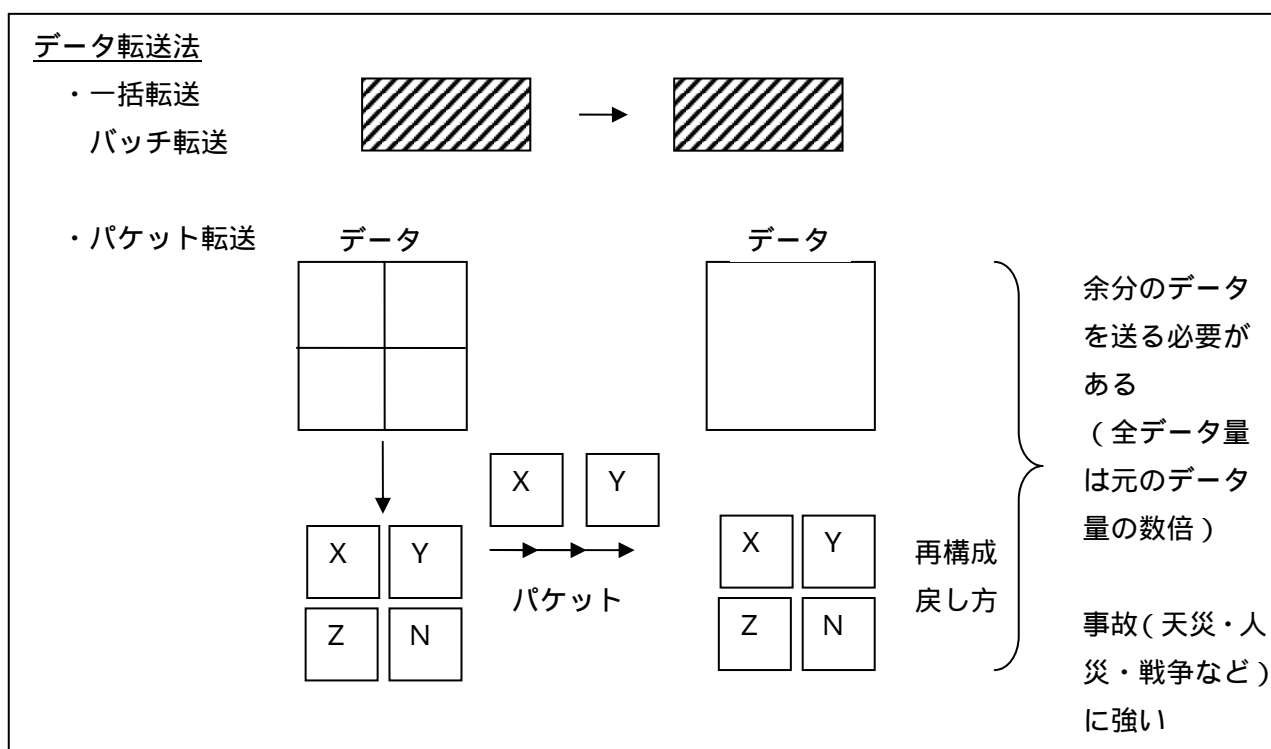 データ転送法
・一括転送
バッチ転送
・パケット転送
データ
データ
X Y
X Y
Z N
パケット
X Y
Z N
再構成
戻し方
余分のデータ
を送る必要が
ある
(全データ量
は元のデータ
量の数倍)
事故(天災・人
災・戦争など)
に強い